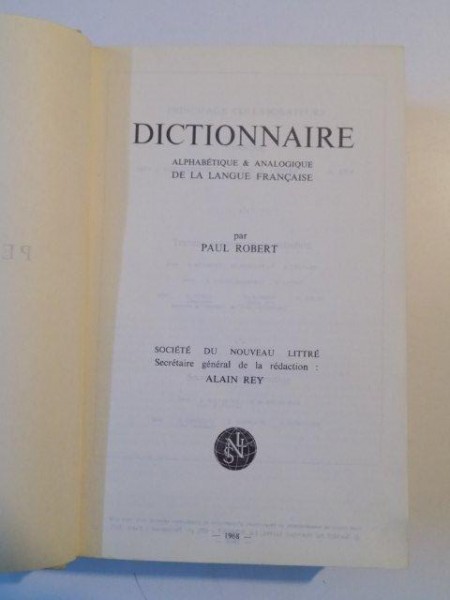 DICTIONNAIRE
ALPHABÉTIQUE & ANALOGIQUE
DE LA LANGUE FRANÇAISE
par
PAUL ROBERT
SOCIÉTÉ DU NOUVEAU LITTRÉ
Secrétaire général de la rédaction :
ALAIN REY
— 1968 —